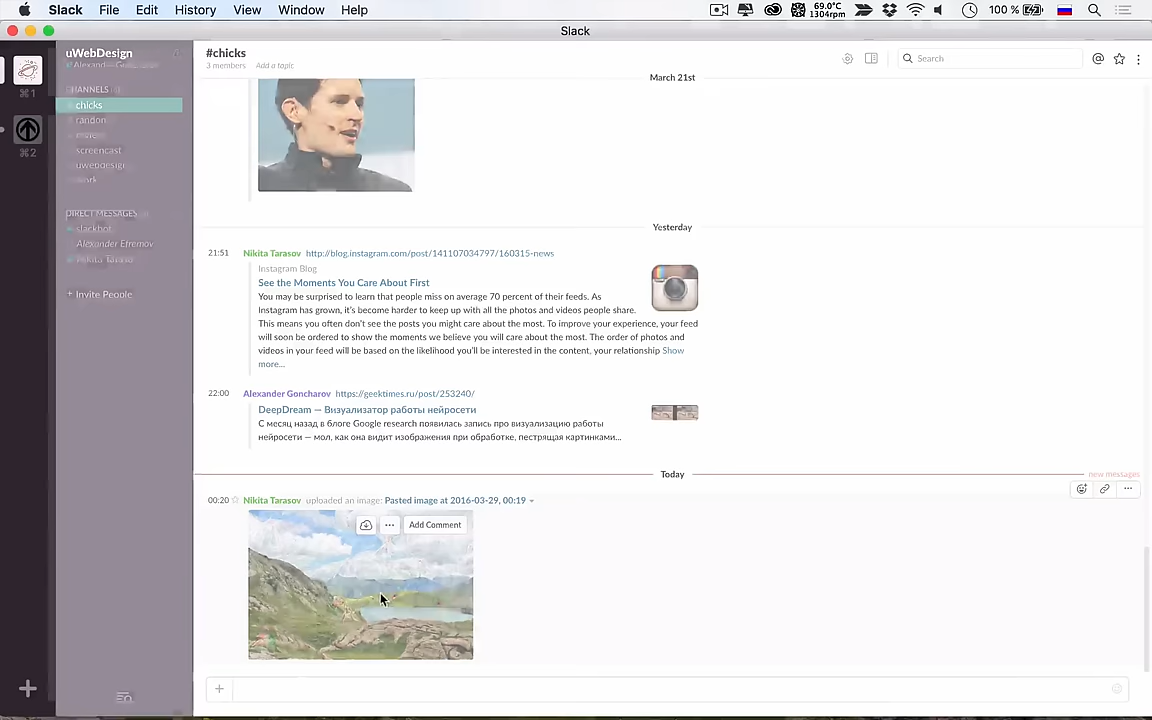 Slack File Edit History View Window Help
69.0°C
1304rpm
100 %
Slack
uWebDesign
⌘1
⌘2
CHANNELS
chicks
random
screencast
uwebdesign
work
DIRECT MESSAGES
slackbot
Alexander Efremov
Nikita Taraso
+ Invite People
#chicks
3 members Add a topic
Search
March 21st
Yesterday
21:51 Nikita Tarasov http://blog.instagram.com/post/141107034797/160315-news
Instagram Blog
See the Moments You Care About First
You may be surprised to learn that people miss on average 70 percent of their feeds. As
Instagram has grown, it's become harder to keep up with all the photos and videos people share.
This means you often don't see the posts you might care about the most. To improve your experience, your feed
will soon be ordered to show the moments we believe you will care about the most. The order of photos and
videos in your feed will be based on the likelihood you'll be interested in the content, your relationship Show
more...
22:00 Alexander Goncharov https://geektimes.ru/post/253240/
DeepDream — Визуализатор работы нейросети
С месяц назад в блоге Google research появилась запись про визуализацию работы
нейросети — мол, как она видит изображения при обработке, пестрящая картинками...
Today
new messages
00:20 Nikita Tarasov uploaded an image: Pasted image at 2016-03-29, 00:19
Add Comment